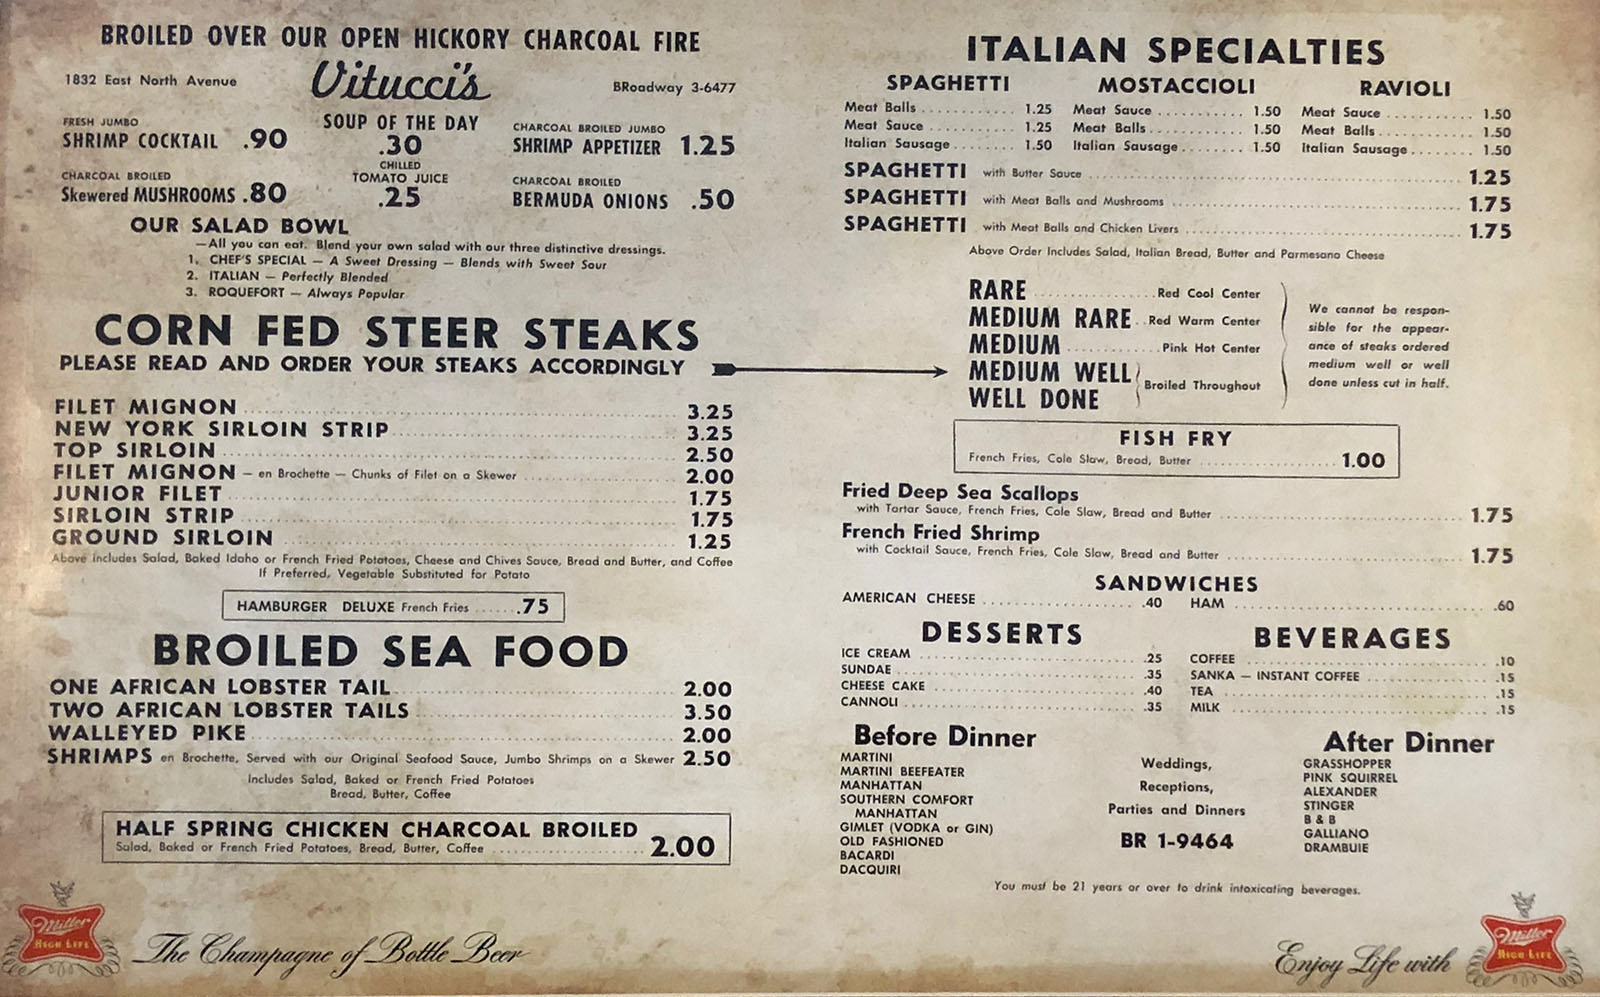 BROILED OVER OUR OPEN HICKORY CHARCOAL FIRE
1832 East North Avenue
Vitucci's
BRoadway 3-6477
FRESH JUMBO
SHRIMP COCKTAIL .90
SOUP OF THE DAY
.30
CHARCOAL BROILED JUMBO
SHRIMP APPETIZER 1.25
CHARCOAL BROILED
Skewered MUSHROOMS .80
CHILLED
TOMATO JUICE
.25
CHARCOAL BROILED
BERMUDA ONIONS .50
OUR SALAD BOWL
—All you can eat. Blend your own salad with our three distinctive dressings.
1. CHEF'S SPECIAL — A Sweet Dressing — Blends with Sweet Sour
2. ITALIAN — Perfectly Blended
3. ROQUEFORT — Always Popular
CORN FED STEER STEAKS
PLEASE READ AND ORDER YOUR STEAKS ACCORDINGLY
FILET MIGNON 3.25
NEW YORK SIRLOIN STRIP 3.25
TOP SIRLOIN 2.50
FILET MIGNON — en Brochette — Chunks of Filet on a Skewer 2.00
JUNIOR FILET 1.75
SIRLOIN STRIP 1.75
GROUND SIRLOIN 1.25
Above Includes Salad, Baked Idaho or French Fried Potatoes, Cheese and Chives Sauce, Bread and Butter, and Coffee
If Preferred, Vegetable Substituted for Potato
HAMBURGER DELUXE French Fries .75
BROILED SEA FOOD
ONE AFRICAN LOBSTER TAIL 2.00
TWO AFRICAN LOBSTER TAILS 3.50
WALLEYED PIKE 2.00
SHRIMPS en Brochette, Served with our Original Seafood Sauce, Jumbo Shrimps on a Skewer 2.50
Includes Salad, Baked or French Fried Potatoes
Bread, Butter, Coffee
HALF SPRING CHICKEN CHARCOAL BROILED
Salad, Baked or French Fried Potatoes, Bread, Butter, Coffee 2.00
Miller
HIGH LIFE
The Champagne of Bottle Beer
ITALIAN SPECIALTIES
SPAGHETTI
Meat Balls 1.25
Meat Sauce 1.25
Italian Sausage 1.50
MOSTACCIOLI
Meat Sauce 1.50
Meat Balls 1.50
Italian Sausage 1.50
RAVIOLI
Meat Sauce 1.50
Meat Balls 1.50
Italian Sausage 1.50
SPAGHETTI with Butter Sauce 1.25
SPAGHETTI with Meat Balls and Mushrooms 1.75
SPAGHETTI with Meat Balls and Chicken Livers 1.75
Above Order Includes Salad, Italian Bread, Butter and Parmesano Cheese
RARE Red Cool Center
MEDIUM RARE Red Warm Center
MEDIUM Pink Hot Center
MEDIUM WELL
WELL DONE
Broiled Throughout
We cannot be respon-
sible for the appear-
ance of steaks ordered
medium well or well
done unless cut in half.
FISH FRY
French Fries, Cole Slaw, Bread, Butter 1.00
Fried Deep Sea Scallops
with Tartar Sauce, French Fries, Cole Slaw, Bread and Butter 1.75
French Fried Shrimp
with Cocktail Sauce, French Fries, Cole Slaw, Bread and Butter 1.75
SANDWICHES
AMERICAN CHEESE .40
HAM .60
DESSERTS
ICE CREAM .25
SUNDAE .35
CHEESE CAKE .40
CANNOLI .35
BEVERAGES
COFFEE .10
SANKA — INSTANT COFFEE .15
TEA .15
MILK .15
Before Dinner
MARTINI
MARTINI BEEFEATER
MANHATTAN
SOUTHERN COMFORT
MANHATTAN
GIMLET (VODKA or GIN)
OLD FASHIONED
BACARDI
DACQUIRI
Weddings,
Receptions,
Parties and Dinners
BR 1-9464
After Dinner
GRASSHOPPER
PINK SQUIRREL
ALEXANDER
STINGER
B & B
GALLIANO
DRAMBUIE
You must be 21 years or over to drink intoxicating beverages.
Enjoy Life with
Miller
HIGH LIFE